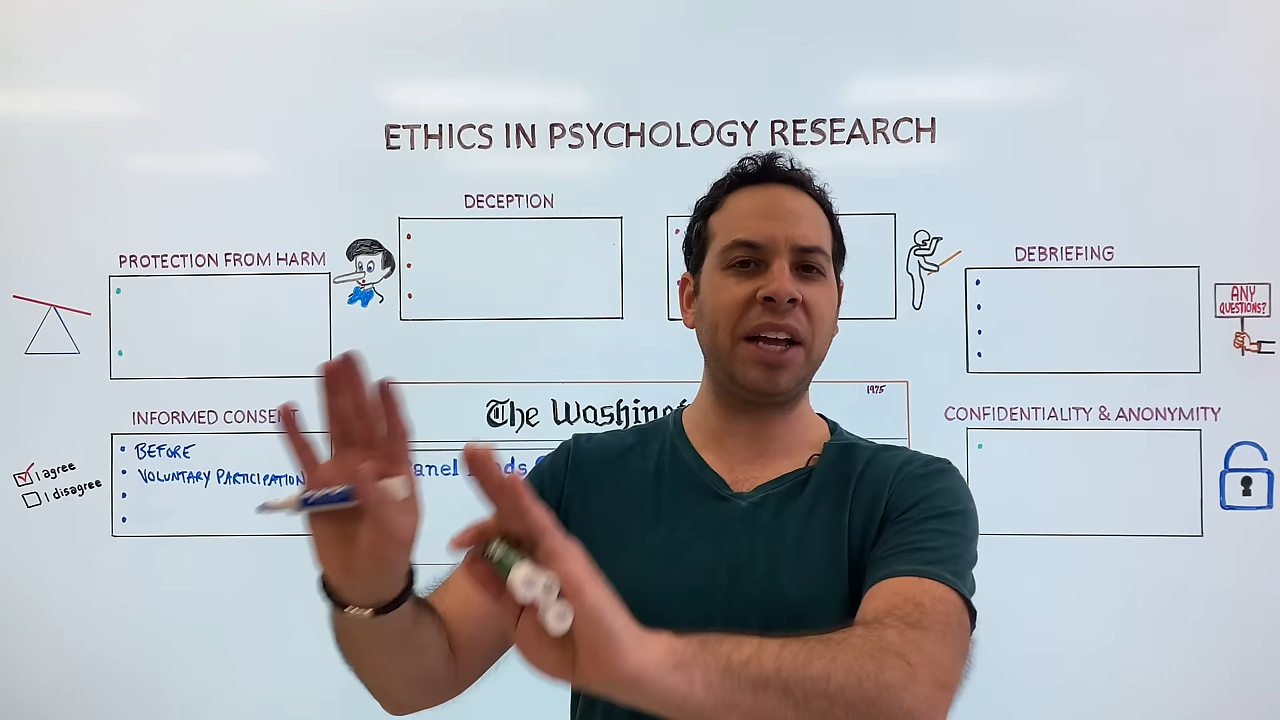 ETHICS IN PSYCHOLOGY RESEARCH
DECEPTION
PROTECTION FROM HARM
DEBRIEFING
ANY
QUESTIONS?
1975
The
INFORMED CONSENT
CONFIDENTIALITY & ANONYMITY
BEFORE
VOLUNTARY PARTICIPATION
I agree
I disagree